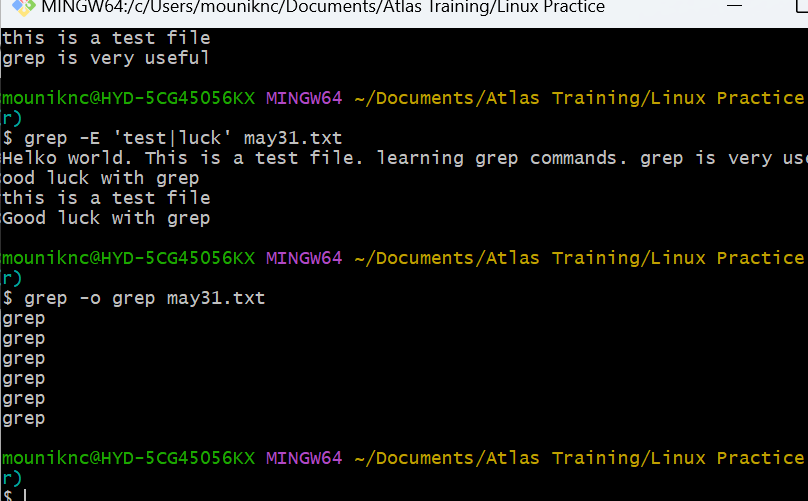 MINGW64:/c/Users/mouniknc/Documents/Atlas Training/Linux Practice
this is a test file
grep is very useful
mouniknc@HYD-5CG45056KX MINGW64 ~/Documents/Atlas Training/Linux Practice
r)
$ grep -E 'test|luck' may31.txt
Helko world. This is a test file. learning grep commands. grep is very us
ood luck with grep
this is a test file
Good luck with grep
mouniknc@HYD-5CG45056KX MINGW64 ~/Documents/Atlas Training/Linux Practice
r)
$ grep -o grep may31.txt
grep
grep
grep
grep
grep
grep
mouniknc@HYD-5CG45056KX MINGW64 ~/Documents/Atlas Training/Linux Practice
r)
$